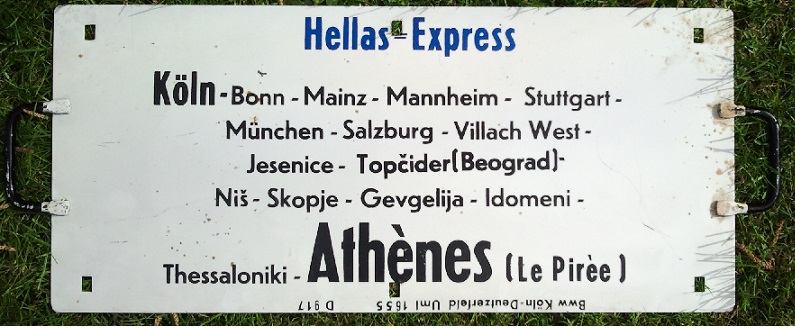 Hellas-Express
Köln - Bonn - Mainz - Mannheim - Stuttgart -
München - Salzburg - Villach West -
Jesenice - Topčider (Beograd) -
Niš - Skopje - Gevgelija - Idomeni -
Thessaloniki - Athènes (Le Pirèe)
Bww Köln-Deutzerfeld Uml 1655 D 917